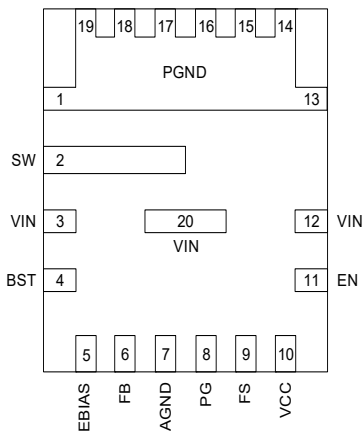 19 18 17 16 15 14
PGND
1 13
SW 2
VIN 3 20 12 VIN
VIN
BST 4 11 EN
5 6 7 8 9 10
EBIAS FB AGND PG FS VCC